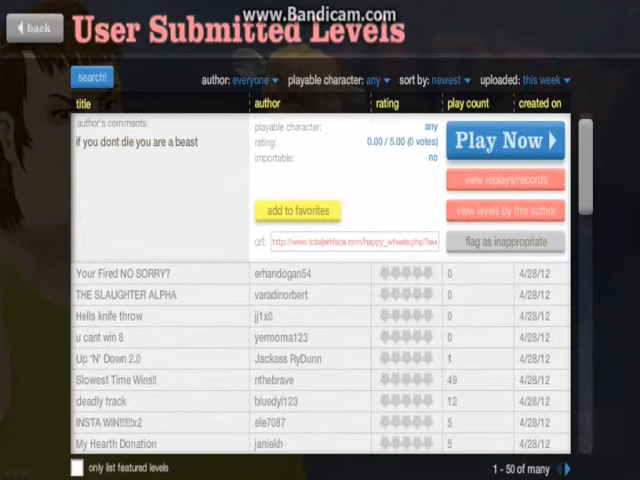 www.Bandicam.com
back
User Submitted Levels
search!
author: everyone playable character: any sort by: newest uploaded: this week
title author rating play count created on
author's comments:
if you dont die you are a beast
playable character: any
rating: 0.00 / 5.00 (0 votes)
importable: no
Play Now
view replays/records
add to favorites
view levels by this author
url: http://www.totaljerkface.com/happy_wheels.php?
flag as inappropriate
Your Fired NO SORRY? erhandogan54 0 4/28/12
THE SLAUGHTER ALPHA varadinorbert 0 4/28/12
Hells knife throw jj1x0 0 4/28/12
u cant win 8 yermoma123 0 4/28/12
Up 'N' Down 2.0 Jackass RyDunn 1 4/28/12
Slowest Time Wins!! nthebrave 49 4/28/12
deadly track bluedyl123 12 4/28/12
INSTA WIN!!!!!!x2 ele7087 5 4/28/12
My Hearth Donation janiekh 5 4/28/12
only list featured levels
1 - 50 of many